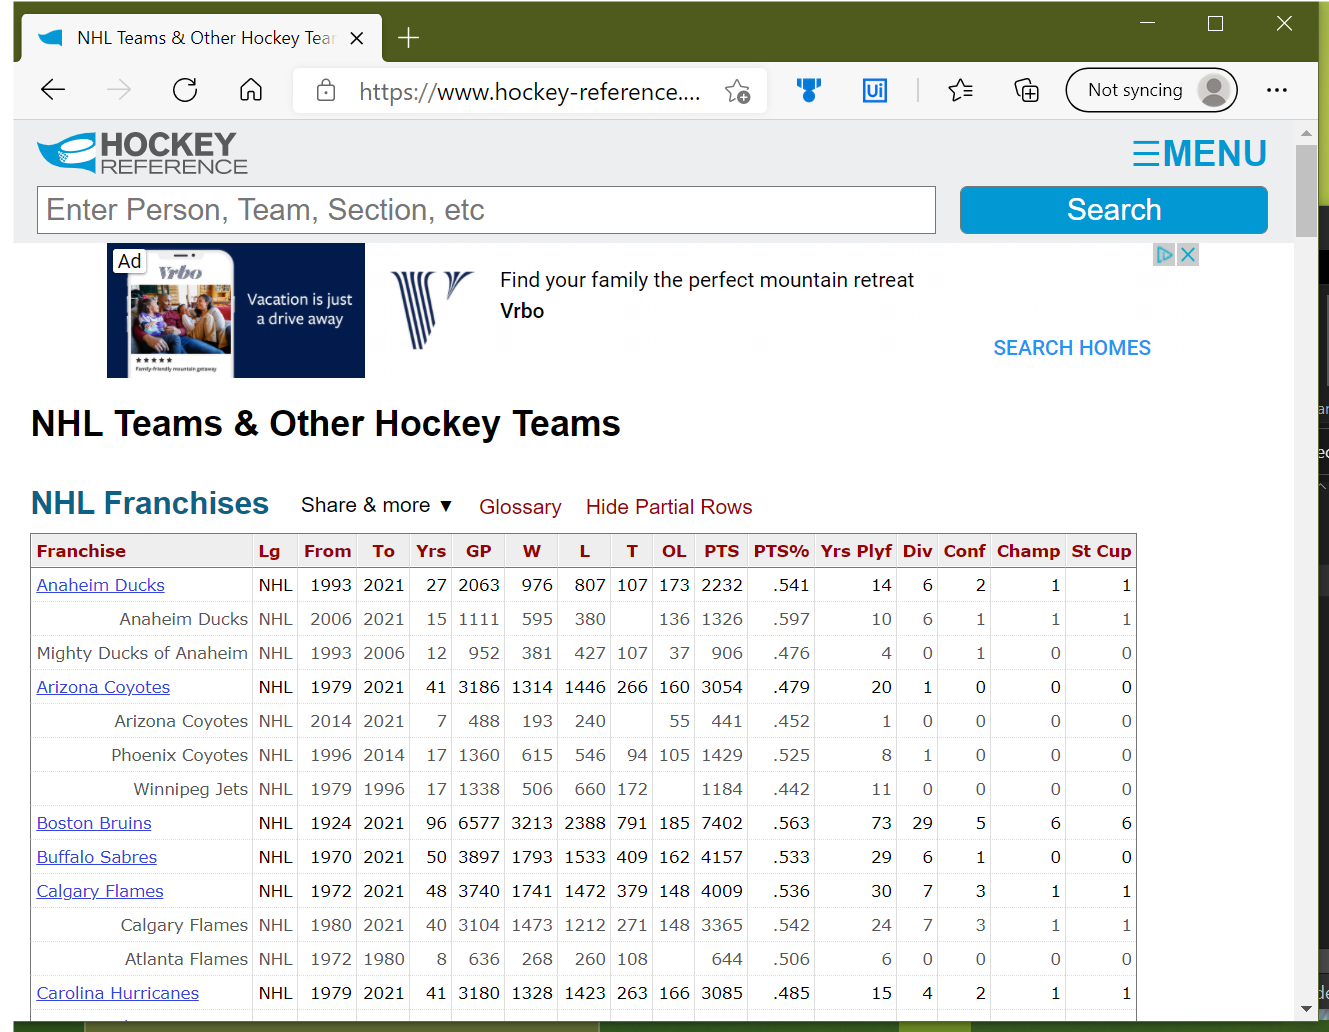 NHL Teams & Other Hockey Tear
https://www.hockey-reference....
Ui
Not syncing
HOCKEY
REFERENCE
☰MENU
Enter Person, Team, Section, etc
Search
Ad
Vrbo
Vacation is just
a drive away
★★★★★
Family-friendly mountain getaway
Find your family the perfect mountain retreat
Vrbo
SEARCH HOMES
NHL Teams & Other Hockey Teams
NHL Franchises Share & more ▼ Glossary Hide Partial Rows
Franchise Lg From To Yrs GP W L T OL PTS PTS% Yrs Plyf Div Conf Champ St Cup
Anaheim Ducks NHL 1993 2021 27 2063 976 807 107 173 2232 .541 14 6 2 1 1
Anaheim Ducks NHL 2006 2021 15 1111 595 380 136 1326 .597 10 6 1 1 1
Mighty Ducks of Anaheim NHL 1993 2006 12 952 381 427 107 37 906 .476 4 0 1 0 0
Arizona Coyotes NHL 1979 2021 41 3186 1314 1446 266 160 3054 .479 20 1 0 0 0
Arizona Coyotes NHL 2014 2021 7 488 193 240 55 441 .452 1 0 0 0 0
Phoenix Coyotes NHL 1996 2014 17 1360 615 546 94 105 1429 .525 8 1 0 0 0
Winnipeg Jets NHL 1979 1996 17 1338 506 660 172 1184 .442 11 0 0 0 0
Boston Bruins NHL 1924 2021 96 6577 3213 2388 791 185 7402 .563 73 29 5 6 6
Buffalo Sabres NHL 1970 2021 50 3897 1793 1533 409 162 4157 .533 29 6 1 0 0
Calgary Flames NHL 1972 2021 48 3740 1741 1472 379 148 4009 .536 30 7 3 1 1
Calgary Flames NHL 1980 2021 40 3104 1473 1212 271 148 3365 .542 24 7 3 1 1
Atlanta Flames NHL 1972 1980 8 636 268 260 108 644 .506 6 0 0 0 0
Carolina Hurricanes NHL 1979 2021 41 3180 1328 1423 263 166 3085 .485 15 4 2 1 1